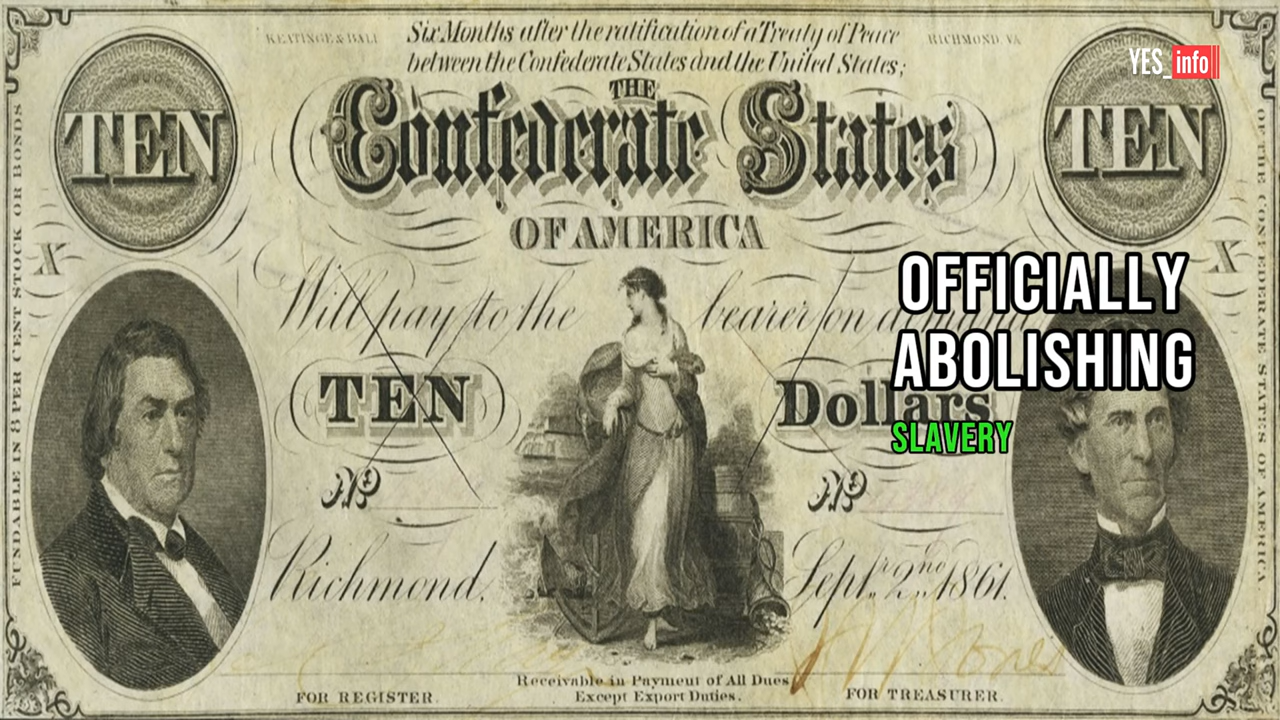 KEATINGE & BALL
Six Months after the ratification of a Treaty of Peace
RICHMOND, VA
between the Confederate States and the United States;
YES_info
TEN
THE
Confederate States
TEN
OF AMERICA
X
X
FUNDABLE IN 8 PER CENT STOCK OR BONDS
OF THE CONFEDERATE STATES OF AMERICA.
Will pay to the bearer on
OFFICIALLY
ABOLISHING
SLAVERY
TEN
Dollars
No
No
Richmond,
Septr. 2nd 1861.
Receivable in Payment of All Dues
Except Export Duties.
FOR REGISTER.
FOR TREASURER.